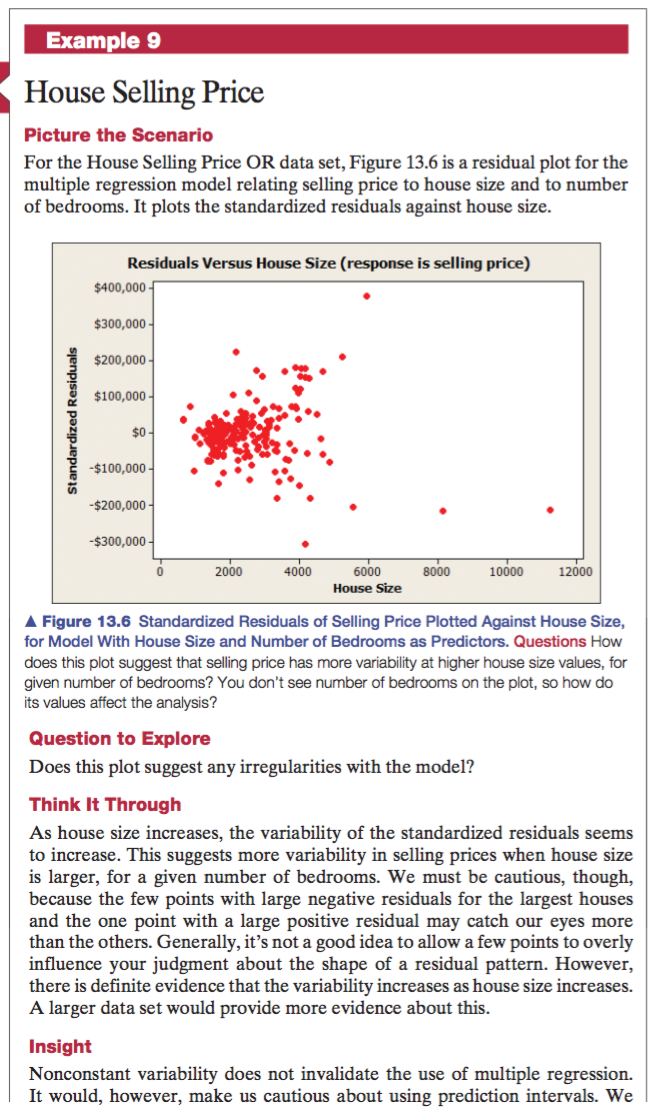 Example 9
House Selling Price
Picture the Scenario
For the House Selling Price OR data set, Figure 13.6 is a residual plot for the
multiple regression model relating selling price to house size and to number
of bedrooms. It plots the standardized residuals against house size.
Residuals Versus House Size (response is selling price)
$400,000
$300,000
$200,000
$100,000
$0
-$100,000
-$200,000
-$300,000
Standardized Residuals
0 2000 4000 6000 8000 10000 12000
House Size
▲ Figure 13.6 Standardized Residuals of Selling Price Plotted Against House Size,
for Model With House Size and Number of Bedrooms as Predictors. Questions How
does this plot suggest that selling price has more variability at higher house size values, for
given number of bedrooms? You don't see number of bedrooms on the plot, so how do
its values affect the analysis?
Question to Explore
Does this plot suggest any irregularities with the model?
Think It Through
As house size increases, the variability of the standardized residuals seems
to increase. This suggests more variability in selling prices when house size
is larger, for a given number of bedrooms. We must be cautious, though,
because the few points with large negative residuals for the largest houses
and the one point with a large positive residual may catch our eyes more
than the others. Generally, it's not a good idea to allow a few points to overly
influence your judgment about the shape of a residual pattern. However,
there is definite evidence that the variability increases as house size increases.
A larger data set would provide more evidence about this.
Insight
Nonconstant variability does not invalidate the use of multiple regression.
It would, however, make us cautious about using prediction intervals. We